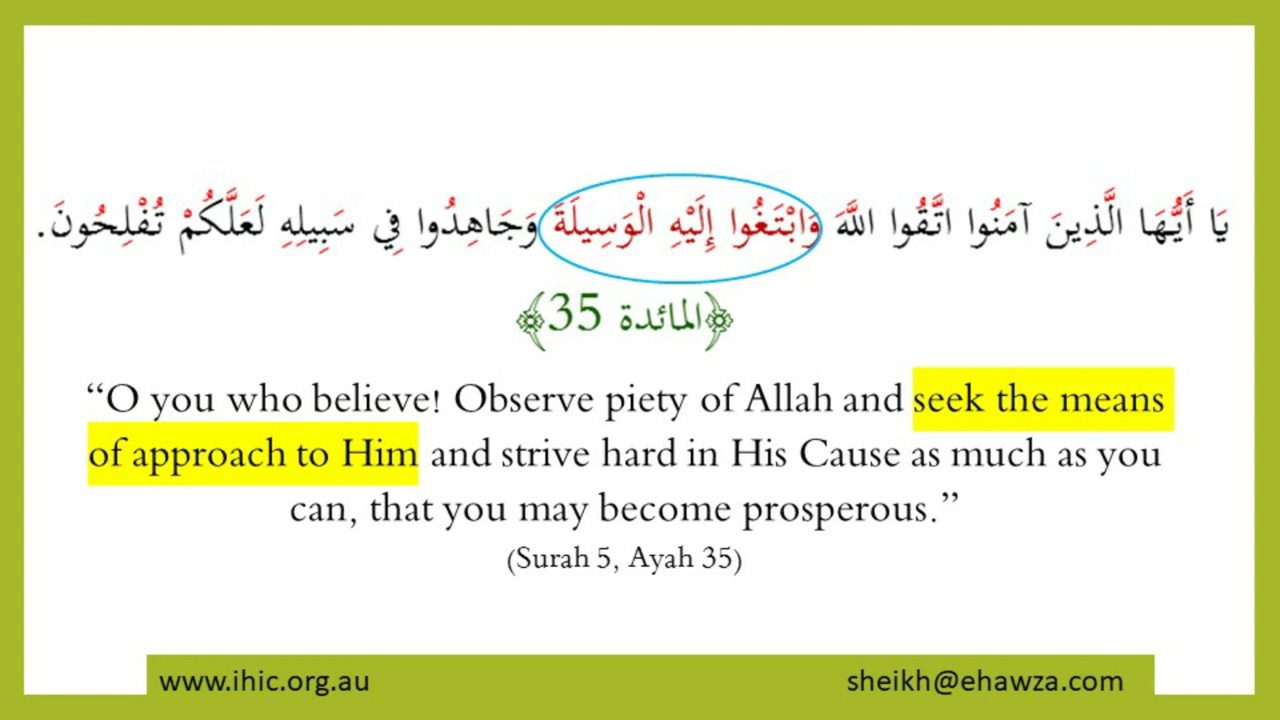 يَا أَيُّهَا الَّذِينَ آمَنُوا اتَّقُوا اللَّهَ وَابْتَغُوا إِلَيْهِ الْوَسِيلَةَ وَجَاهِدُوا فِي سَبِيلِهِ لَعَلَّكُمْ تُفْلِحُونَ.
﴿المائدة 35﴾
“O you who believe! Observe piety of Allah and seek the means
of approach to Him and strive hard in His Cause as much as you
can, that you may become prosperous.”
(Surah 5, Ayah 35)
www.ihic.org.au
sheikh@ehawza.com